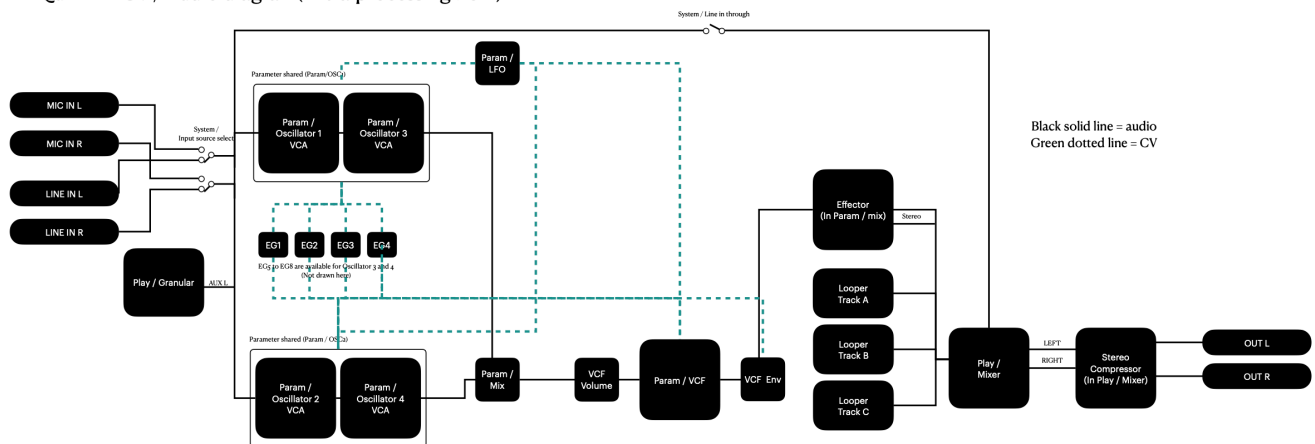 System / Line in through
Param /
LFO
Parameter shared (Param/OSCa)
MIC IN L
MIC IN R
LINE IN L
LINE IN R
System /
Input source select
Param /
Oscillator 1
VCA
Param /
Oscillator 3
VCA
Black solid line = audio
Green dotted line = CV
Effector
(In Param / mix)
Stereo
EG1
EG2
EG3
EG4
EG5 to EG8 are available for Oscillator 3 and 4
(Not drawn here)
Play / Granular
AUX L
Looper
Track A
Looper
Track B
Looper
Track C
Parameter shared (Param / OSCa)
Param /
Oscillator 2
VCA
Param /
Oscillator 4
VCA
Param /
Mix
VCF
Volume
Param / VCF
VCF Env
Play /
Mixer
LEFT
RIGHT
Stereo
Compressor
(In Play / Mixer)
OUT L
OUT R